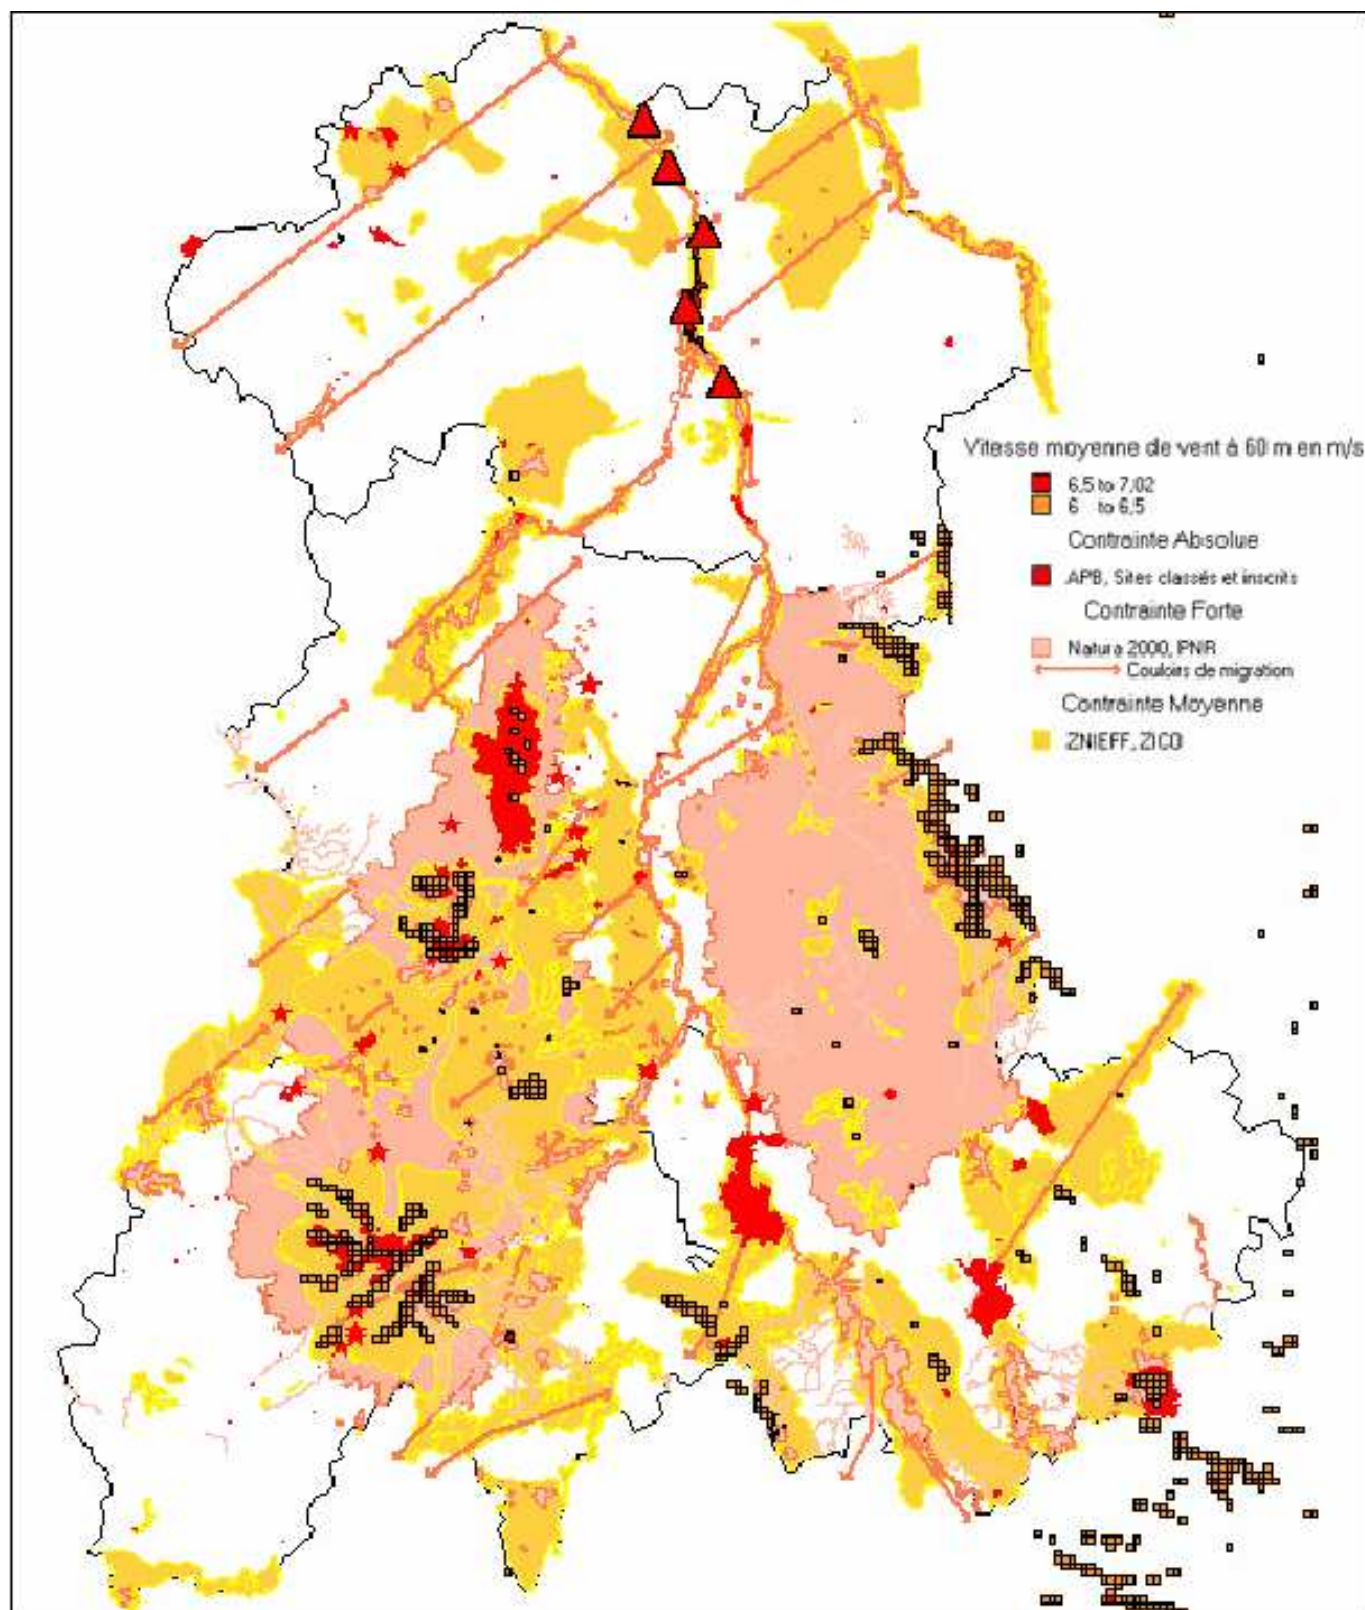 Vitesse moyenne de vent à 60 m en m/s
6,5 to 7,02
6 to 6,5
Contrainte Absolue
APB, Sites classés et inscrits
Contrainte Forte
Natura 2000, PNR
Couloirs de migration
Contrainte Moyenne
ZNIEFF, ZICO